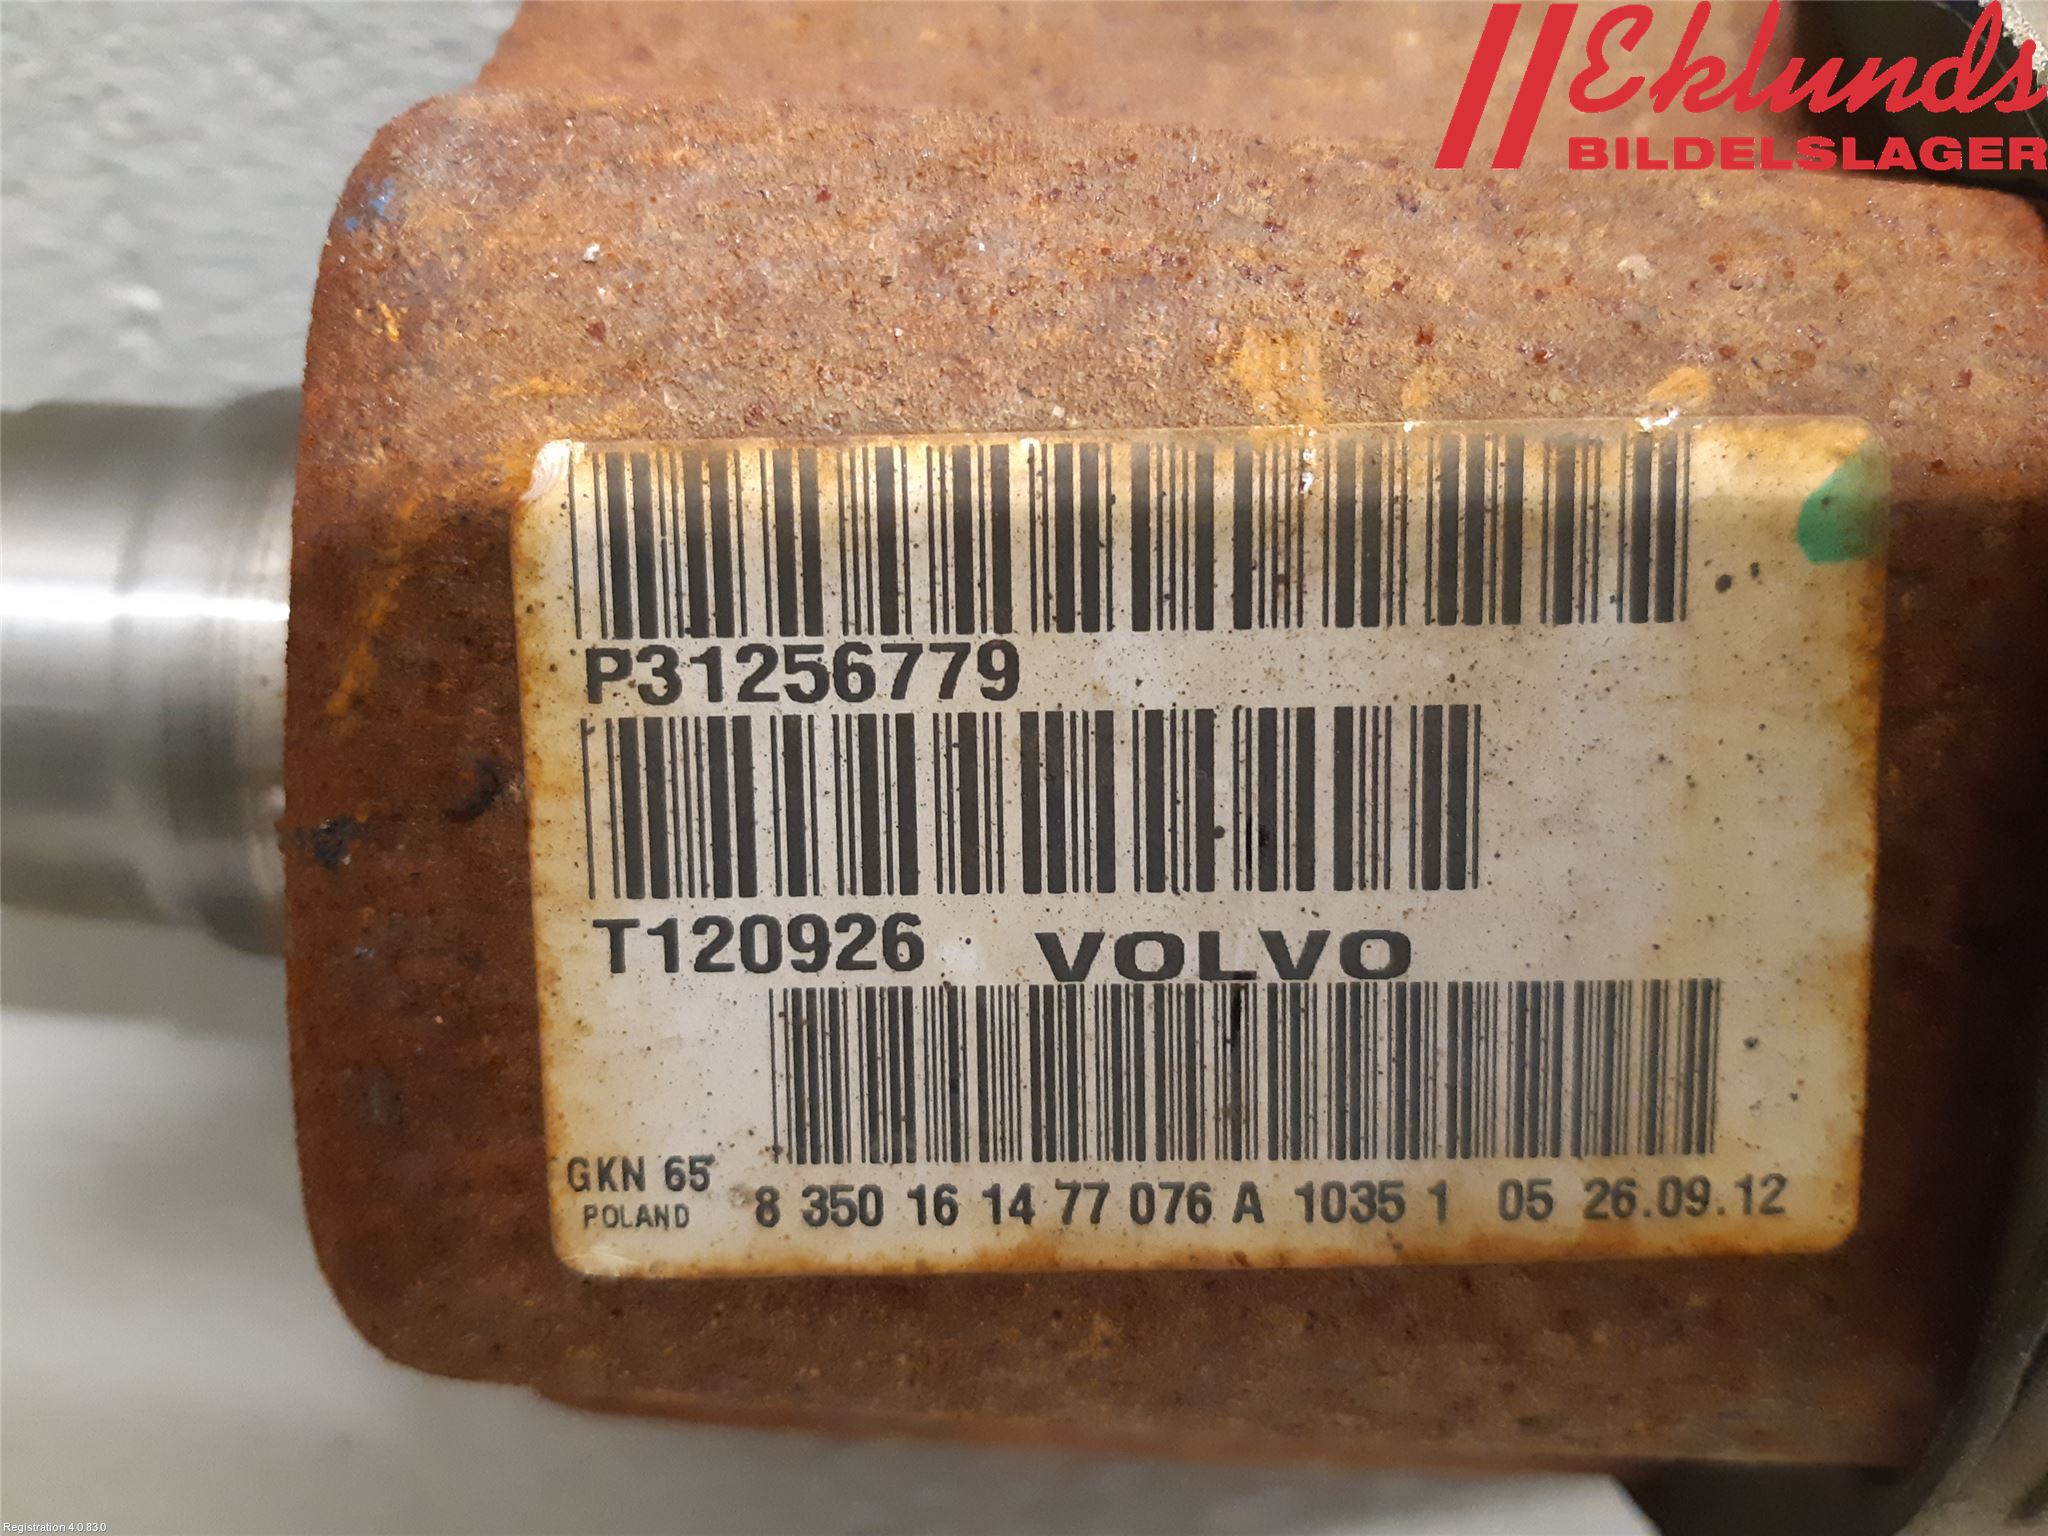 Eklunds
BILDELSLAGER
P31256779
T120926 VOLVO
GKN 65
POLAND
8 350 16 14 77 076 A 1035 1 05 26.09.12
Registration 4.0.83.0